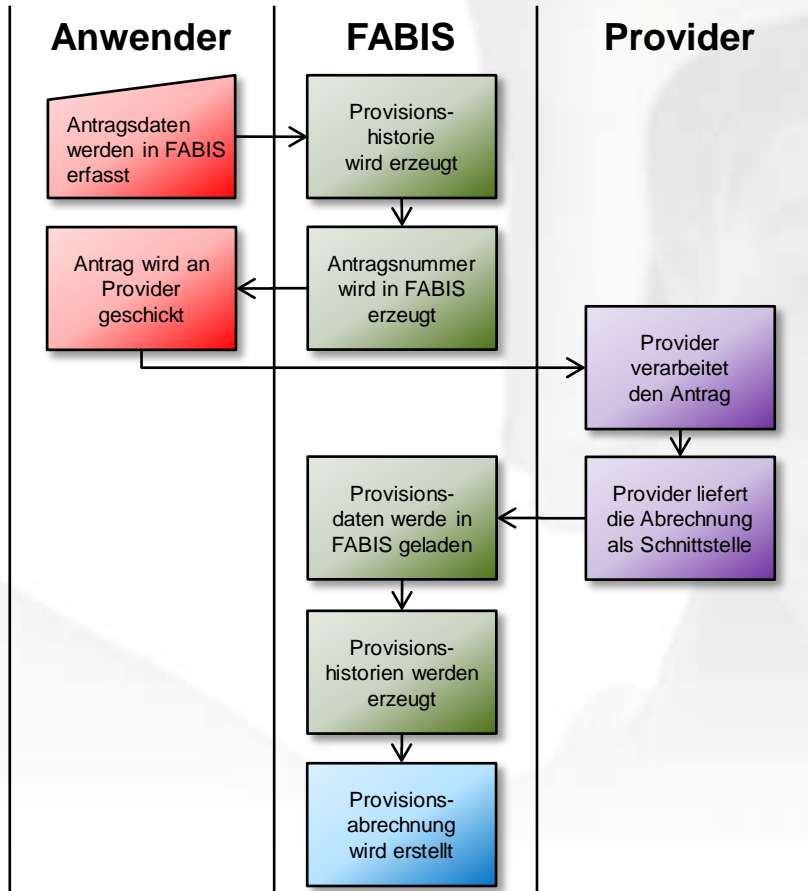 Anwender
FABIS
Provider
Antragsdaten
werden in FABIS
erfasst
Provisions-
historie
wird erzeugt
Antrag wird an
Provider
geschickt
Antragsnummer
wird in FABIS
erzeugt
Provider
verarbeitet
den Antrag
Provisions-
daten werde in
FABIS geladen
Provider liefert
die Abrechnung
als Schnittstelle
Provisions-
historien werden
erzeugt
Provisions-
abrechnung
wird erstellt